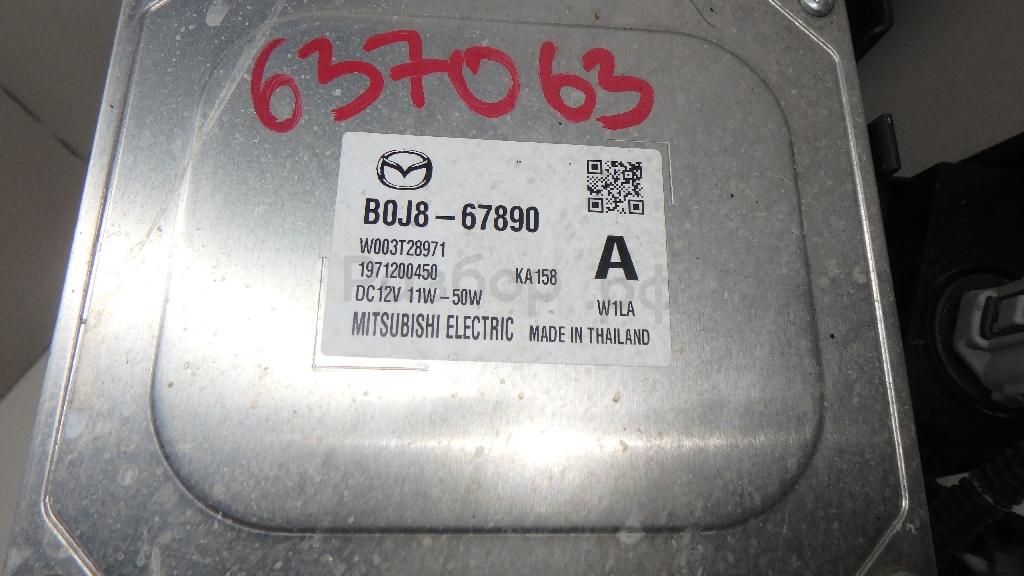 637063
B0J8-67890
W003T28971
1971200450 KA158 A
DC12V 11W-50W W1LA
MITSUBISHI ELECTRIC MADE IN THAILAND